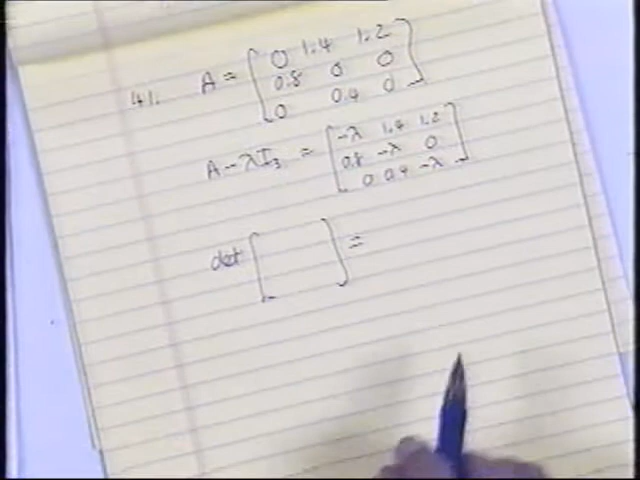 41. A = [ 0 1.4 1.2
0.8 0 0
0 0.4 0 ]
A - λI₃ = [ -λ 1.4 1.2
0.8 -λ 0
0 0.4 -λ ]
det [ ] =